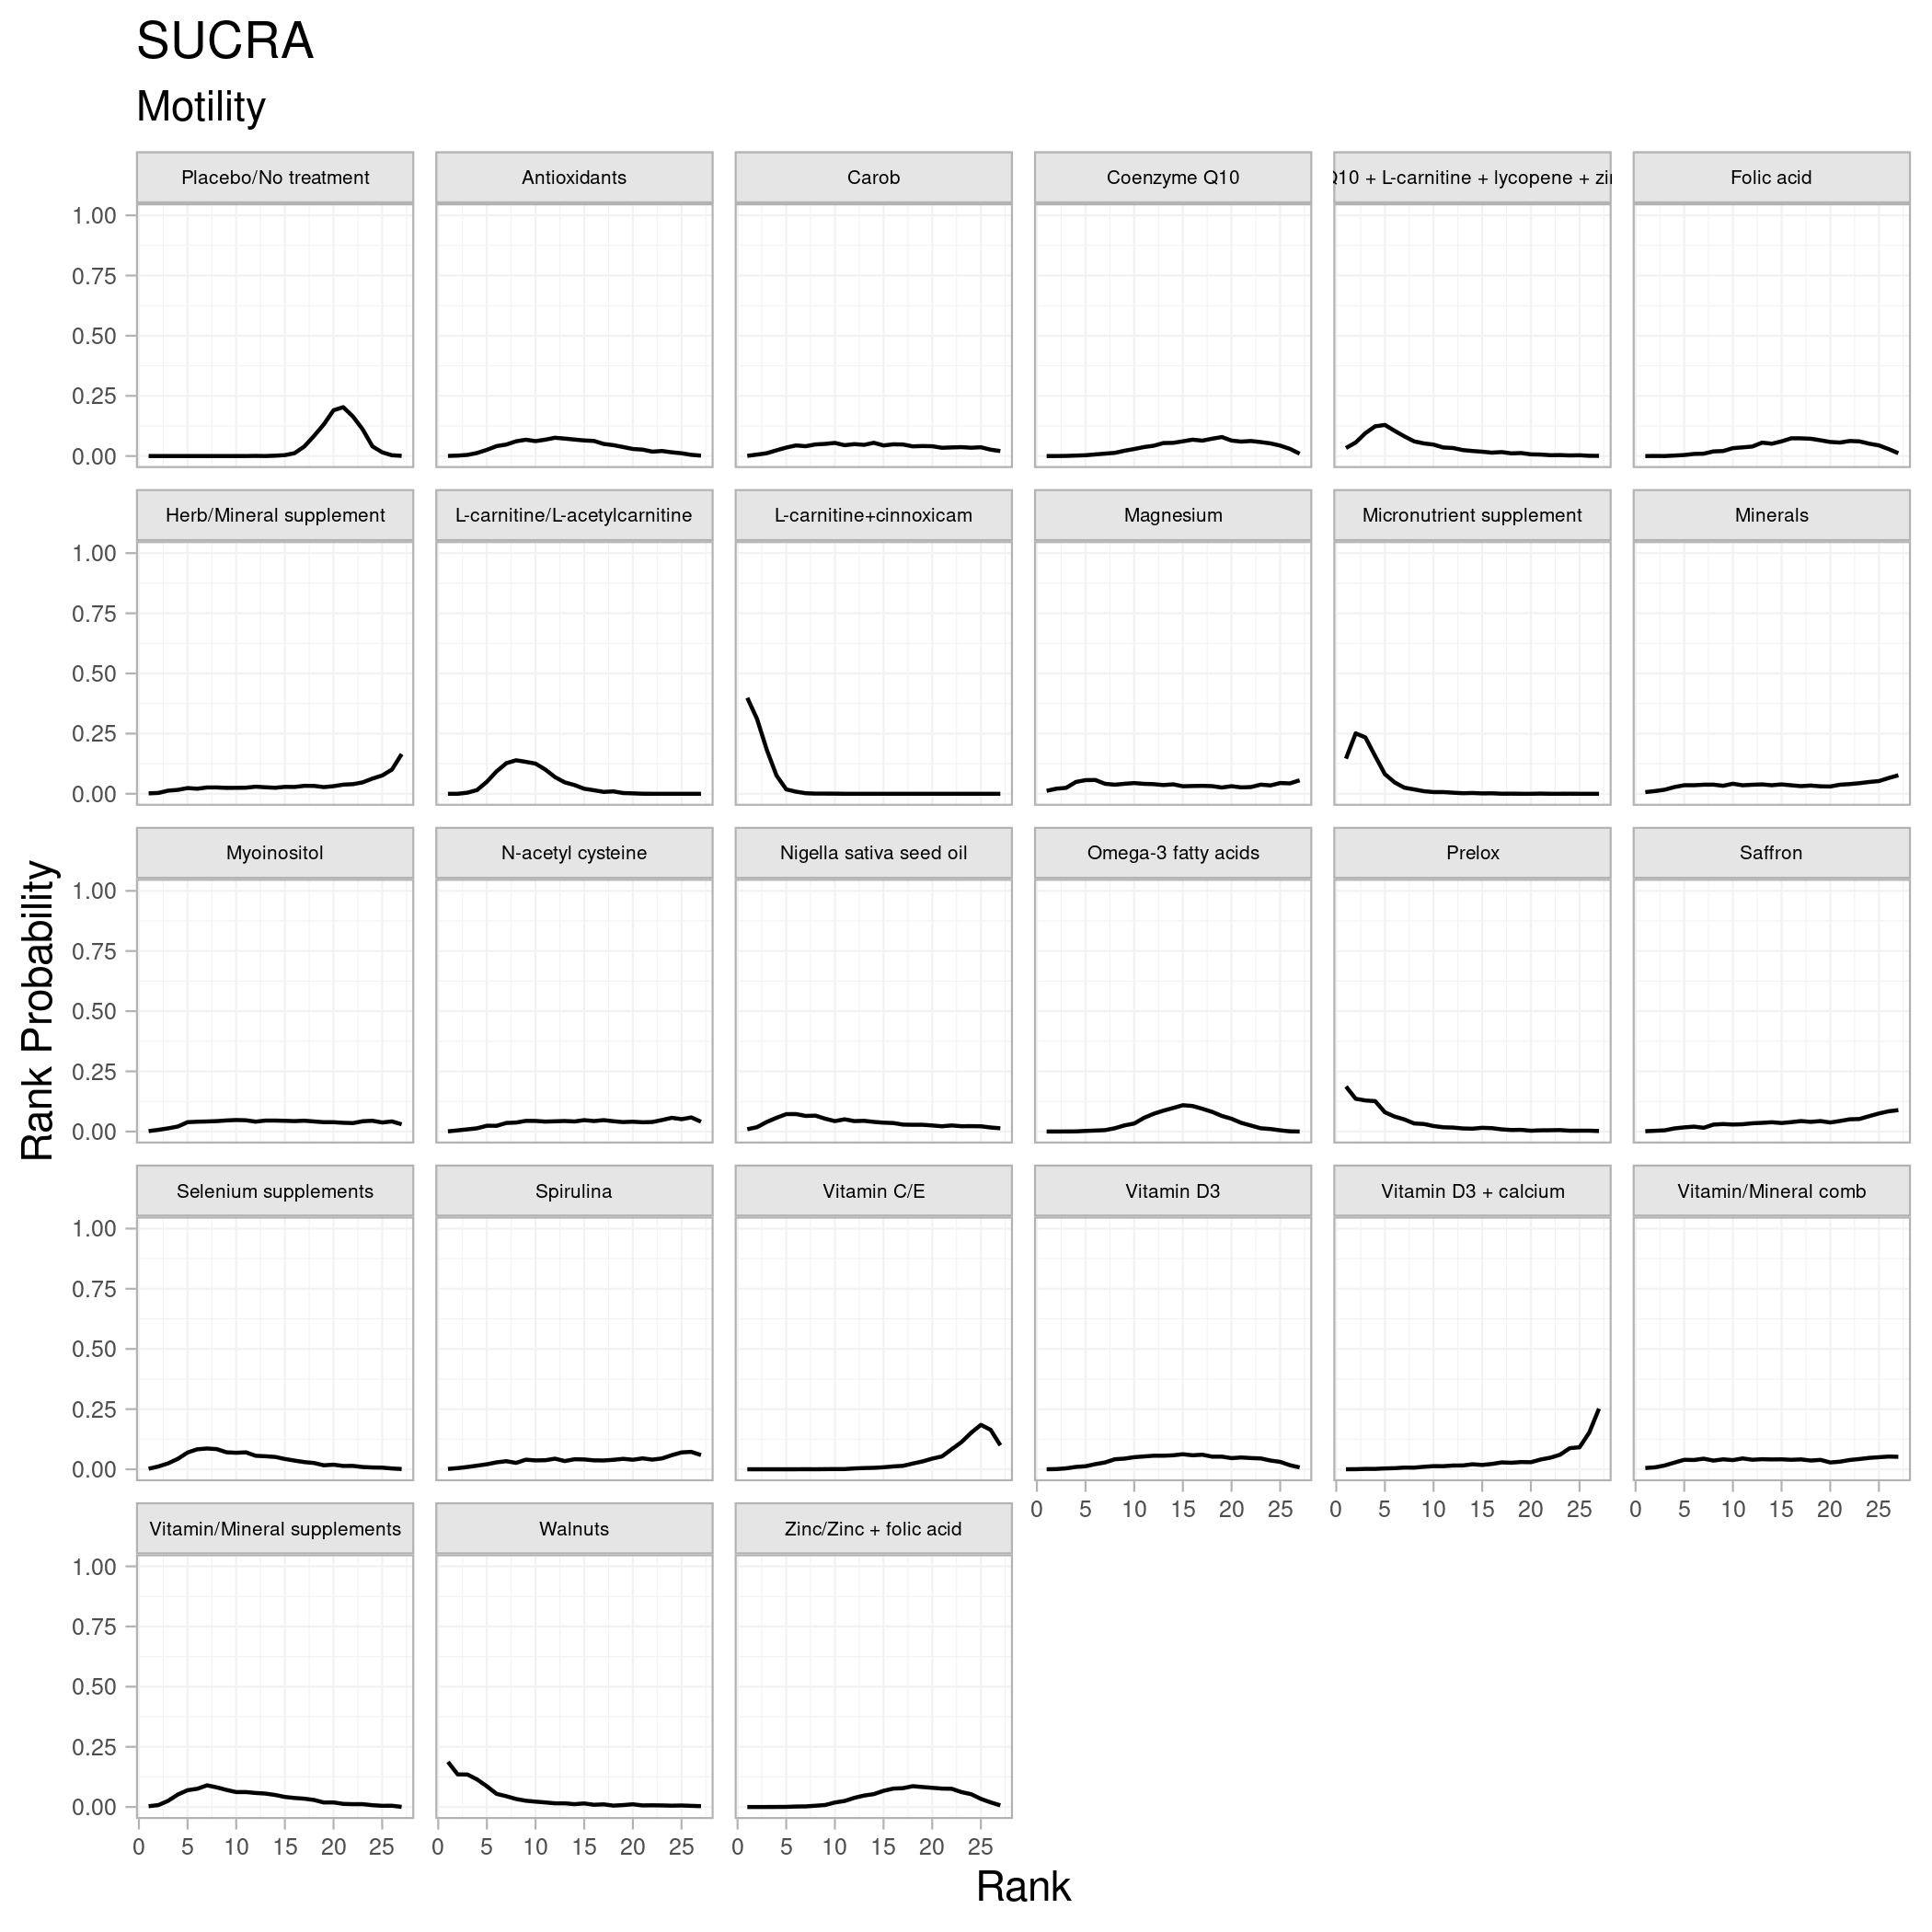 SUCRA
Motility
Placebo/No treatment
Antioxidants
Carob
Coenzyme Q10
Q10 + L-carnitine + lycopene + zin
Folic acid
1.00
0.75
0.50
0.25
0.00
Herb/Mineral supplement
L-carnitine/L-acetylcarnitine
L-carnitine+cinnoxicam
Magnesium
Micronutrient supplement
Minerals
1.00
0.75
0.50
0.25
0.00
Myoinositol
N-acetyl cysteine
Nigella sativa seed oil
Omega-3 fatty acids
Prelox
Saffron
1.00
0.75
0.50
0.25
0.00
Rank Probability
Selenium supplements
Spirulina
Vitamin C/E
Vitamin D3
Vitamin D3 + calcium
Vitamin/Mineral comb
1.00
0.75
0.50
0.25
0.00
0 5 10 15 20 25
0 5 10 15 20 25
0 5 10 15 20 25
Vitamin/Mineral supplements
Walnuts
Zinc/Zinc + folic acid
1.00
0.75
0.50
0.25
0.00
0 5 10 15 20 25
0 5 10 15 20 25
0 5 10 15 20 25
Rank